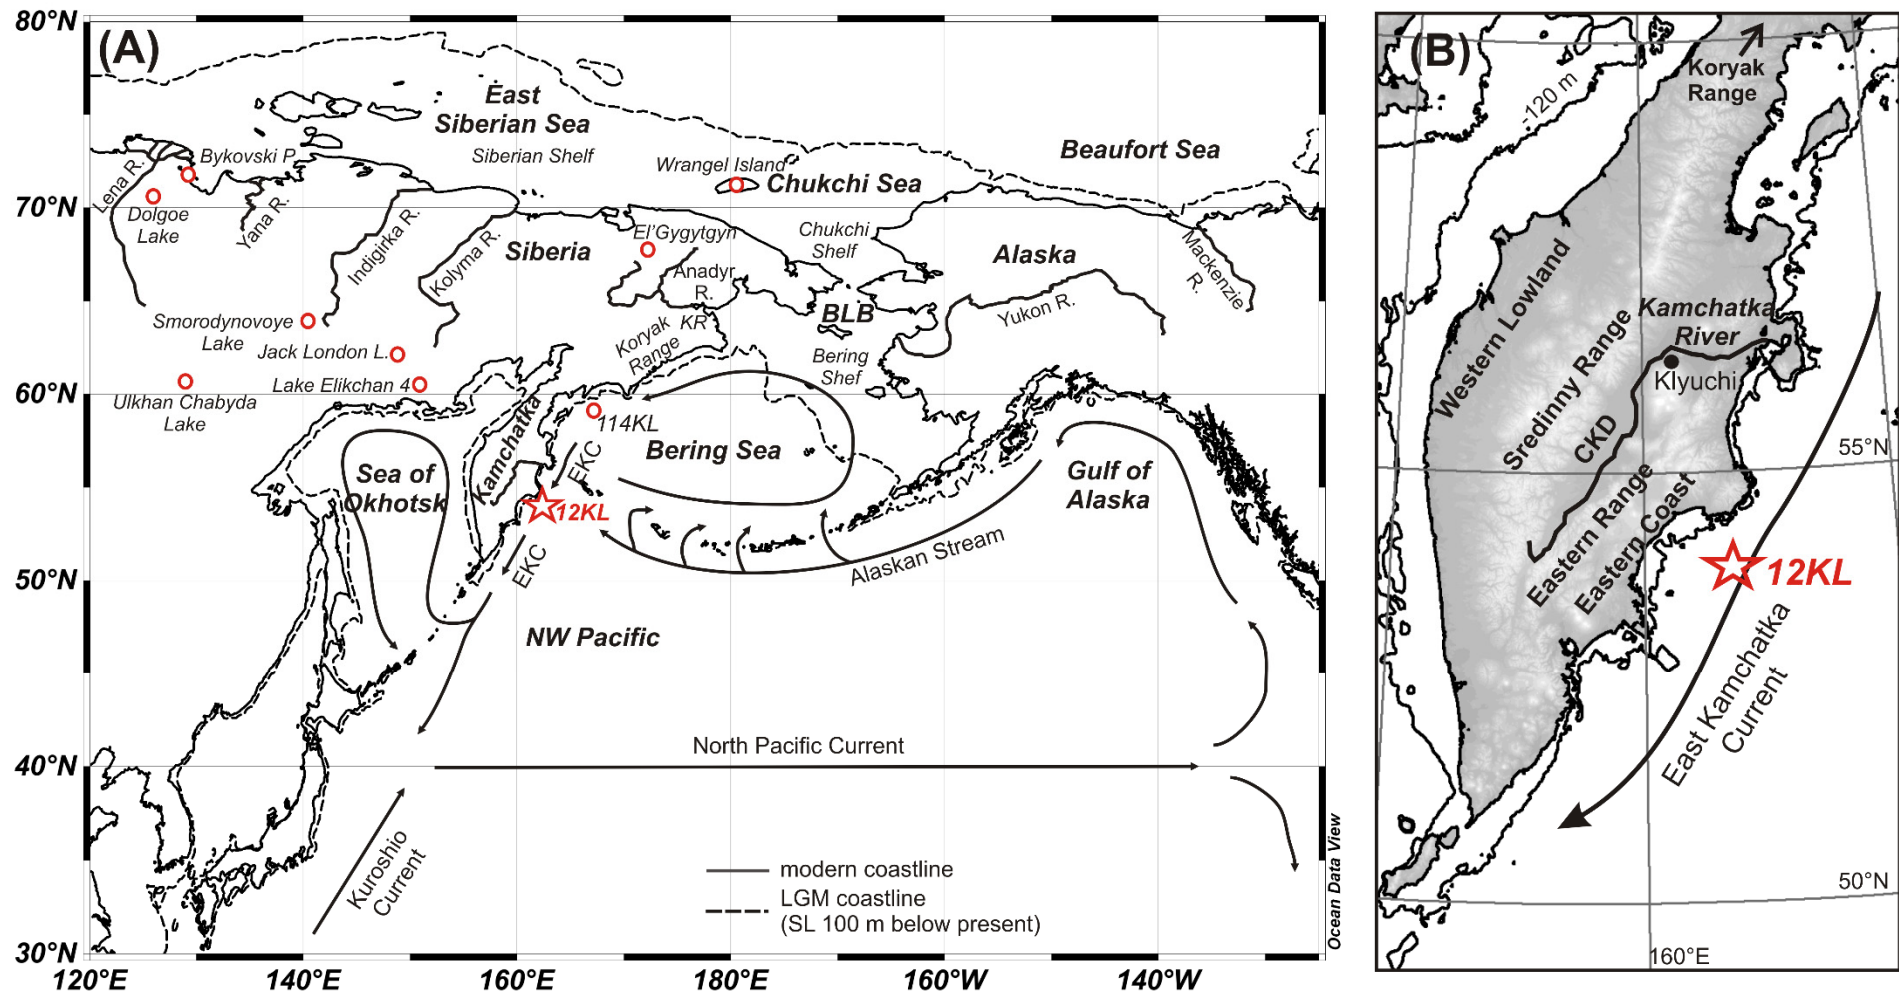 80°N
(A)
East
Siberian Sea
Siberian Shelf
Beaufort Sea
Bykovski P.
Lena R.
Wrangel Island
Chukchi Sea
70°N
Dolgoe
Lake
Yana R.
Indigirka R.
Kolyma R.
Siberia
El'Gygytgyn
Chukchi
Shelf
Alaska
Mackenzie
R.
Anadyr
R.
Smorodynovoye
Lake
KR
BLB
Yukon R.
Koryak
Range
Jack London L.
Bering
Shef
Lake Elikchan 4
60°N
Ulkhan Chabyda
Lake
Kamchatka
114KL
Bering Sea
EKC
Sea of
Okhotsk
Gulf of
Alaska
12KL
EKC
Alaskan Stream
50°N
NW Pacific
North Pacific Current
40°N
Kuroshio
Current
modern coastline
LGM coastline
(SL 100 m below present)
Ocean Data View
30°N
120°E
140°E
160°E
180°E
160°W
140°W
(B)
Koryak
Range
-120 m
Western Lowland
Sredinny Range
Kamchatka
River
Klyuchi
CKD
55°N
Eastern Range
Eastern Coast
12KL
East Kamchatka
Current
50°N
160°E